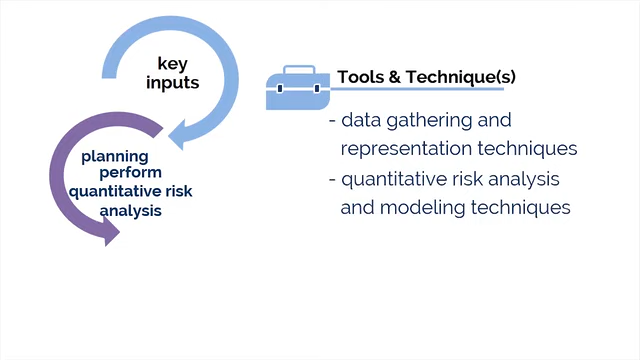 key
inputs
planning
perform
quantitative risk
analysis
Tools & Technique(s)
- data gathering and
representation techniques
- quantitative risk analysis
and modeling techniques